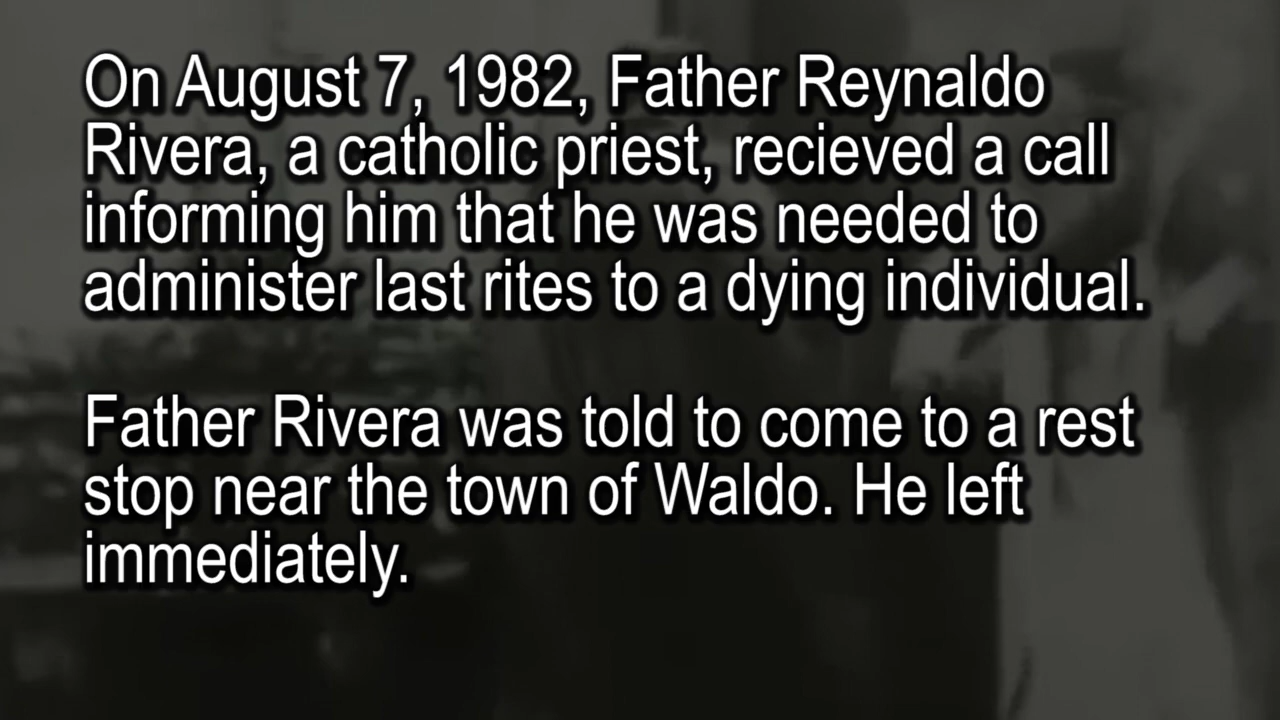 On August 7, 1982, Father Reynaldo
Rivera, a catholic priest, recieved a call
informing him that he was needed to
administer last rites to a dying individual.
Father Rivera was told to come to a rest
stop near the town of Waldo. He left
immediately.